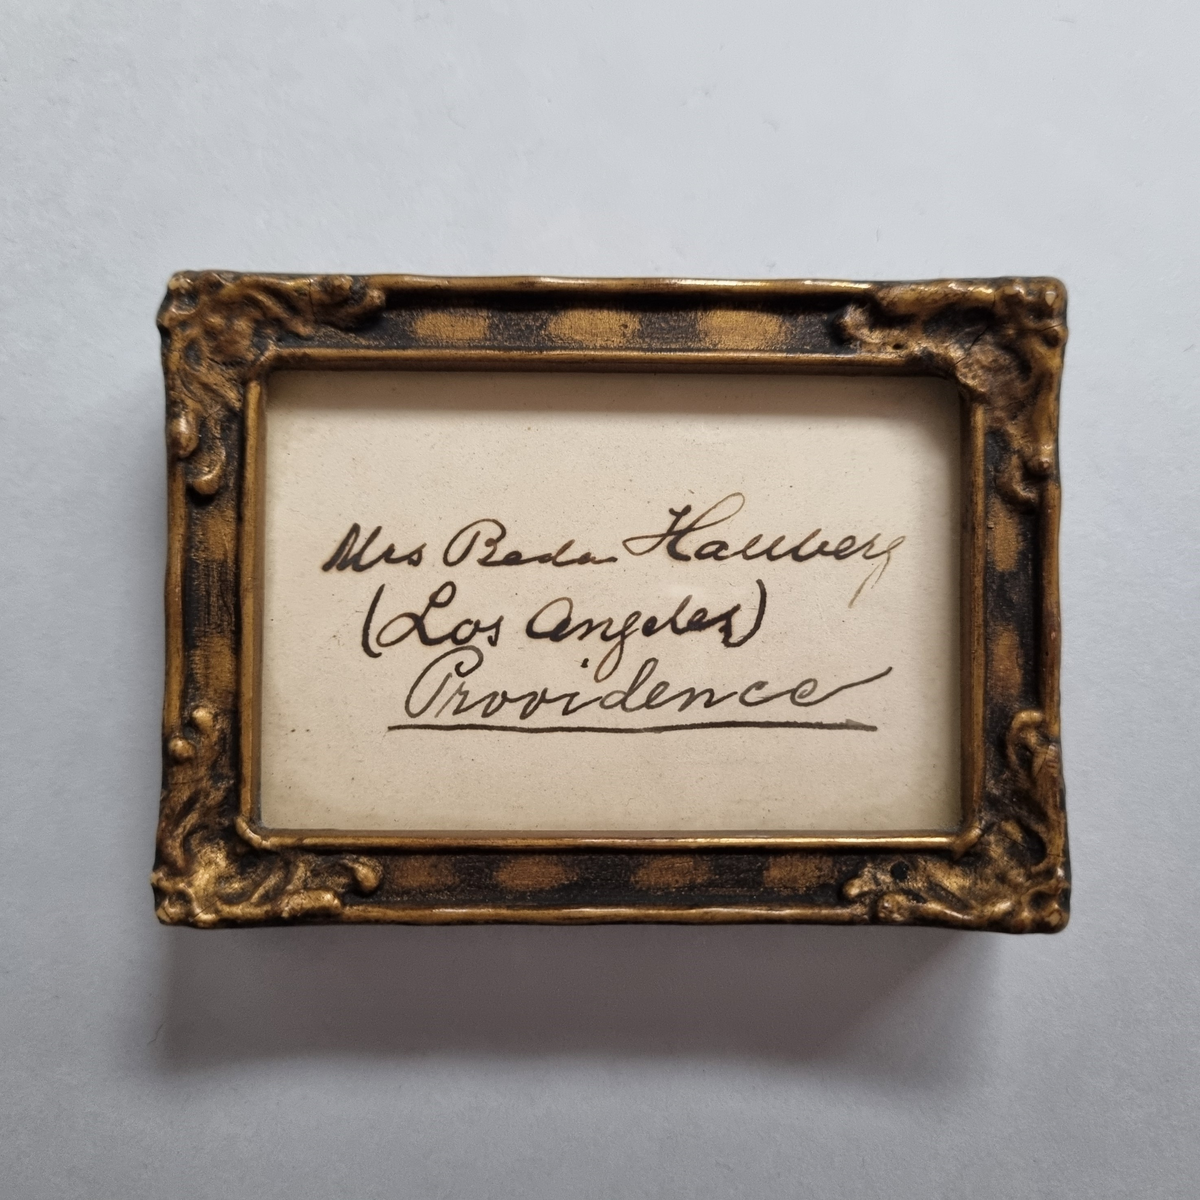 Mrs Beda Hallberg
(Los Angeles)
Providence